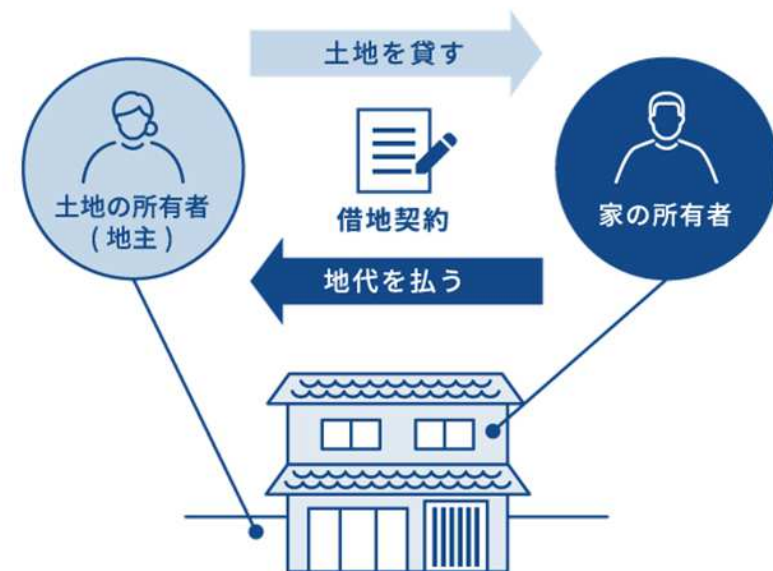 土地を貸す
土地の所有者
(地主)
借地契約
家の所有者
地代を払う